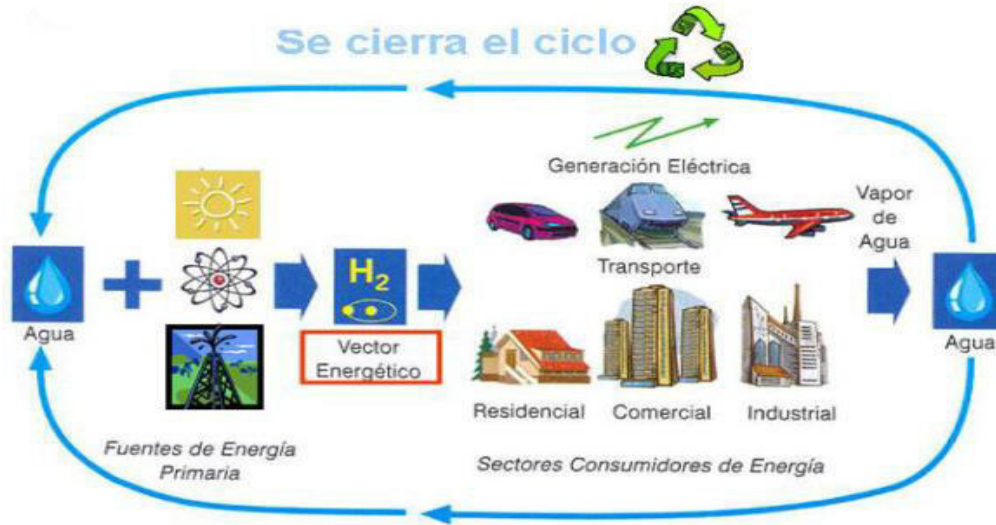 Se cierra el ciclo
Generación Eléctrica
Vapor
de
Agua
Transporte
Agua
H2
Vector
Energético
Agua
Residencial
Comercial
Industrial
Fuentes de Energía
Primaria
Sectores Consumidores de Energía